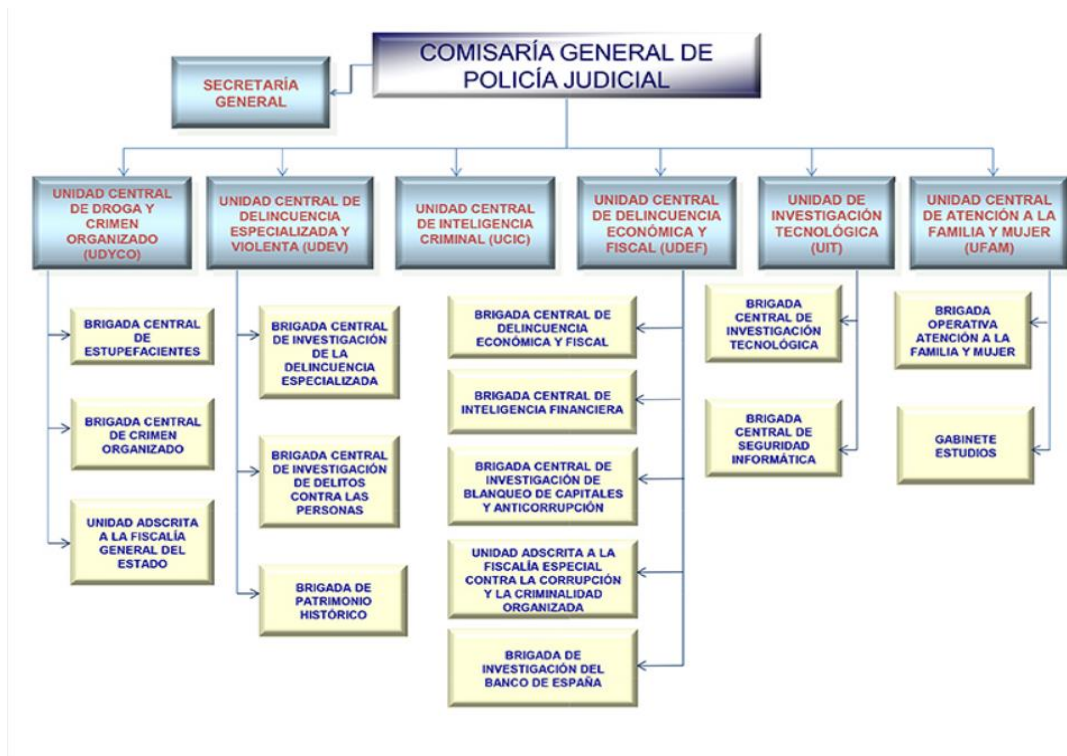 COMISARÍA GENERAL DE
POLICÍA JUDICIAL
SECRETARÍA
GENERAL
UNIDAD CENTRAL
DE DROGA Y
CRIMEN
ORGANIZADO
(UDYCO)
UNIDAD CENTRAL DE
DELINCUENCIA
ESPECIALIZADA Y
VIOLENTA (UDEV)
UNIDAD CENTRAL
DE INTELIGENCIA
CRIMINAL (UCIC)
UNIDAD CENTRAL
DE DELINCUENCIA
ECONÓMICA Y
FISCAL (UDEF)
UNIDAD DE
INVESTIGACIÓN
TECNOLÓGICA
(UIT)
UNIDAD CENTRAL
DE ATENCIÓN A LA
FAMILIA Y MUJER
(UFAM)
BRIGADA CENTRAL
DE
ESTUPEFACIENTES
BRIGADA CENTRAL
DE CRIMEN
ORGANIZADO
UNIDAD ADSCRITA
A LA FISCALÍA
GENERAL DEL
ESTADO
BRIGADA CENTRAL
DE INVESTIGACIÓN
DE LA
DELINCUENCIA
ESPECIALIZADA
BRIGADA CENTRAL
DE INVESTIGACIÓN
DE DELITOS
CONTRA LAS
PERSONAS
BRIGADA DE
PATRIMONIO
HISTÓRICO
BRIGADA CENTRAL DE
DELINCUENCIA
ECONÓMICA Y FISCAL
BRIGADA CENTRAL DE
INTELIGENCIA FINANCIERA
BRIGADA CENTRAL DE
INVESTIGACIÓN DE
BLANQUEO DE CAPITALES
Y ANTICORRUPCIÓN
UNIDAD ADSCRITA A LA
FISCALÍA ESPECIAL
CONTRA LA CORRUPCIÓN
Y LA CRIMINALIDAD
ORGANIZADA
BRIGADA DE
INVESTIGACIÓN DEL
BANCO DE ESPAÑA
BRIGADA
CENTRAL DE
INVESTIGACIÓN
TECNOLÓGICA
BRIGADA
CENTRAL DE
SEGURIDAD
INFORMÁTICA
BRIGADA
OPERATIVA
ATENCIÓN A LA
FAMILIA Y MUJER
GABINETE
ESTUDIOS